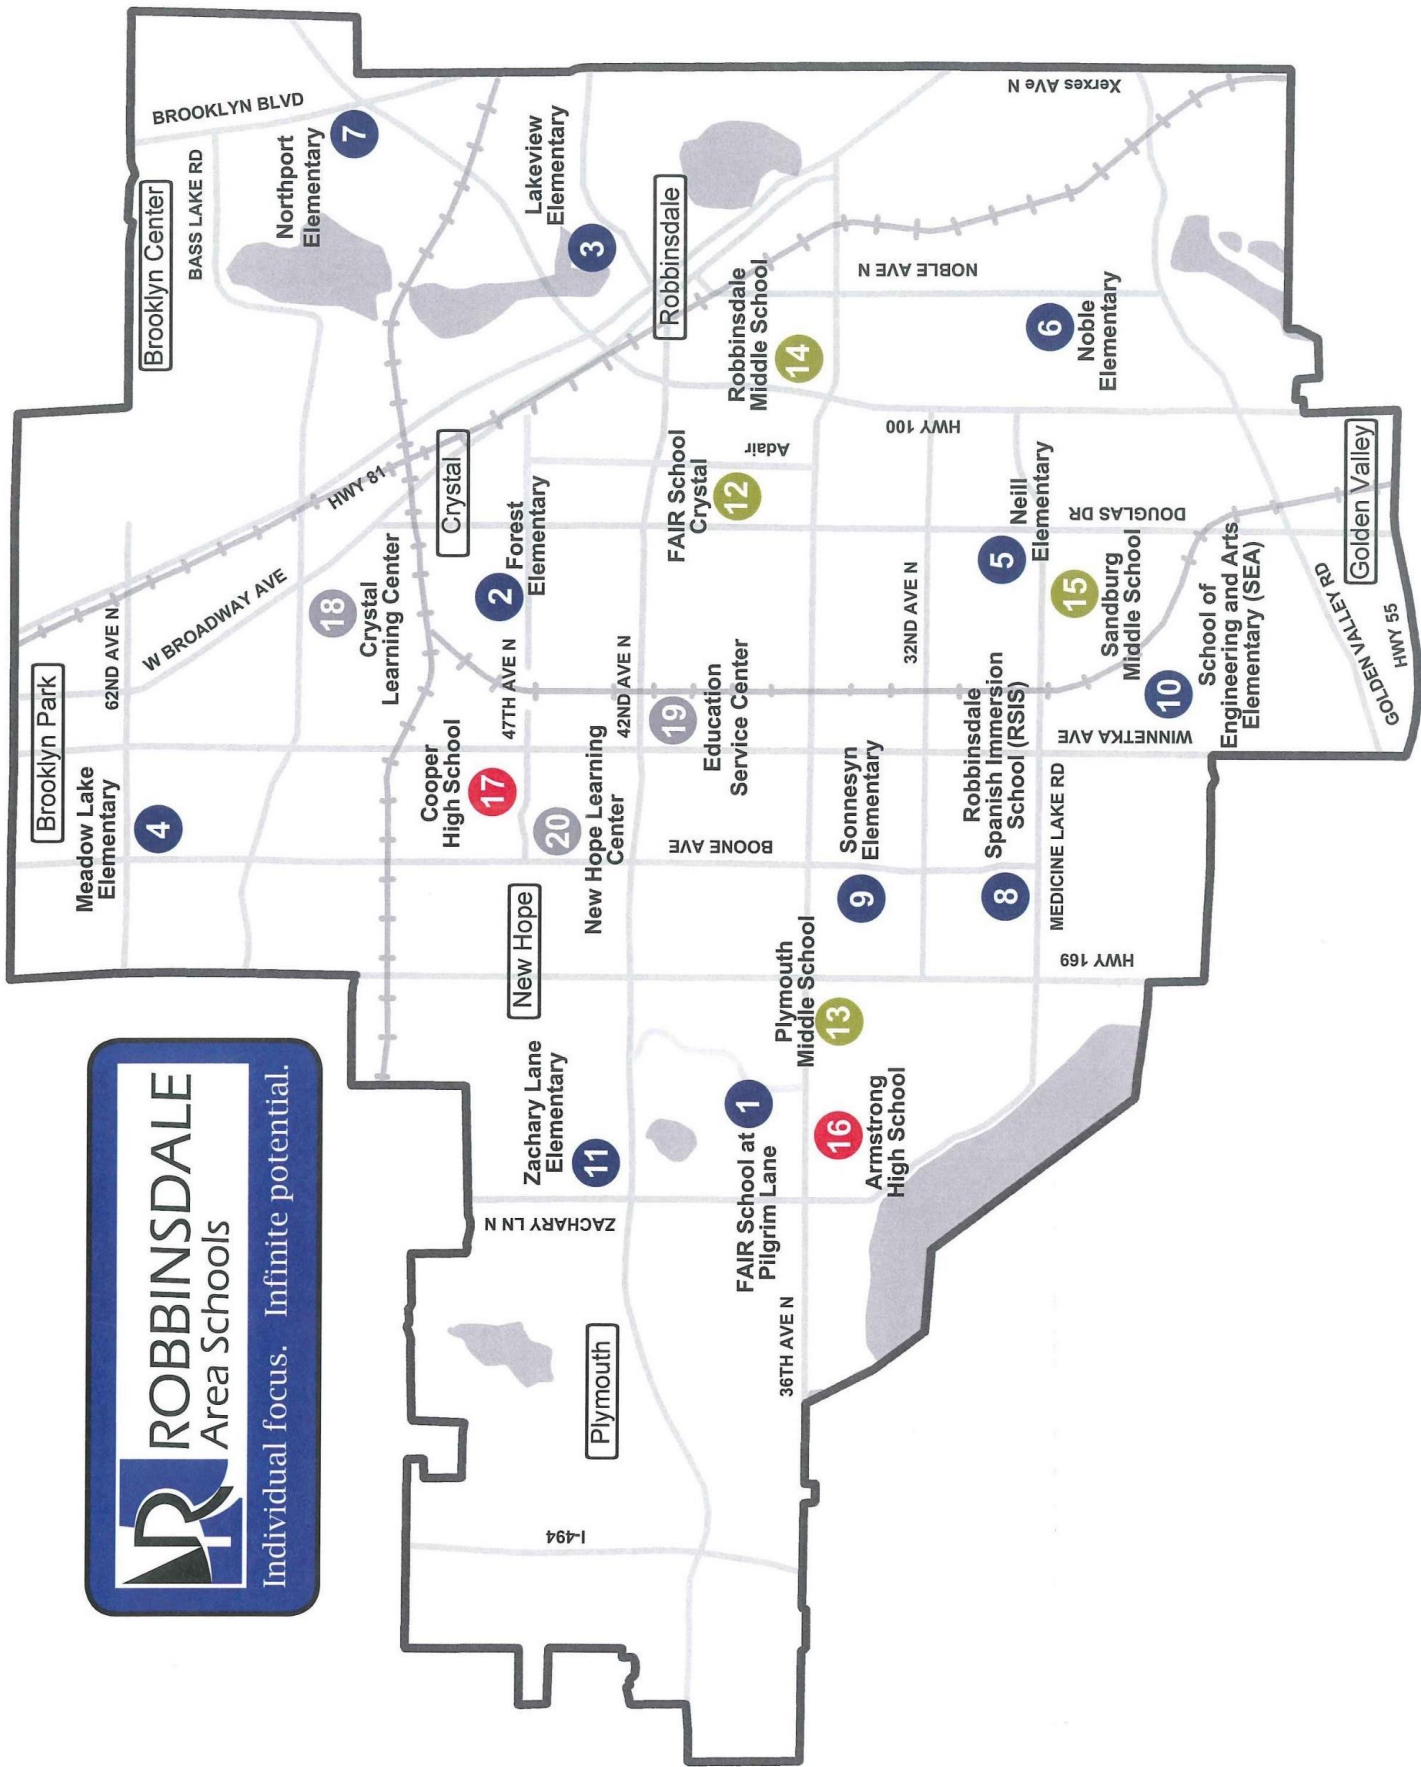 ROBBINSDALE
Area Schools
Individual focus. Infinite potential.
Brooklyn Park
Meadow Lake
Elementary
4
62ND AVE N
W BROADWAY AVE
HWY 81
Brooklyn Center
BROOKLYN BLVD
BASS LAKE RD
Northport
Elementary
7
18
Crystal
Learning Center
Crystal
Cooper
High School
17
47TH AVE N
2
Forest
Elementary
Lakeview
Elementary
3
New Hope
20
New Hope Learning
Center
42ND AVE N
Zachary Lane
Elementary
11
ZACHARY LN N
Plymouth
I-494
19
Education
Service Center
BOONE AVE
FAIR School
Crystal
12
Adair
Robbinsdale
Robbinsdale
Middle School
14
FAIR School at
Pilgrim Lane
1
36TH AVE N
Plymouth
Middle School
13
16
Armstrong
High School
Sonnesyn
Elementary
9
32ND AVE N
HWY 100
NOBLE AVE N
Xerxes AVe N
Robbinsdale
Spanish Immersion
School (RSIS)
8
MEDICINE LAKE RD
HWY 169
WINNETKA AVE
5
Neill
Elementary
15
Sandburg
Middle School
DOUGLAS DR
6
Noble
Elementary
10
School of
Engineering and Arts
Elementary (SEA)
GOLDEN VALLEY RD
HWY 55
Golden Valley